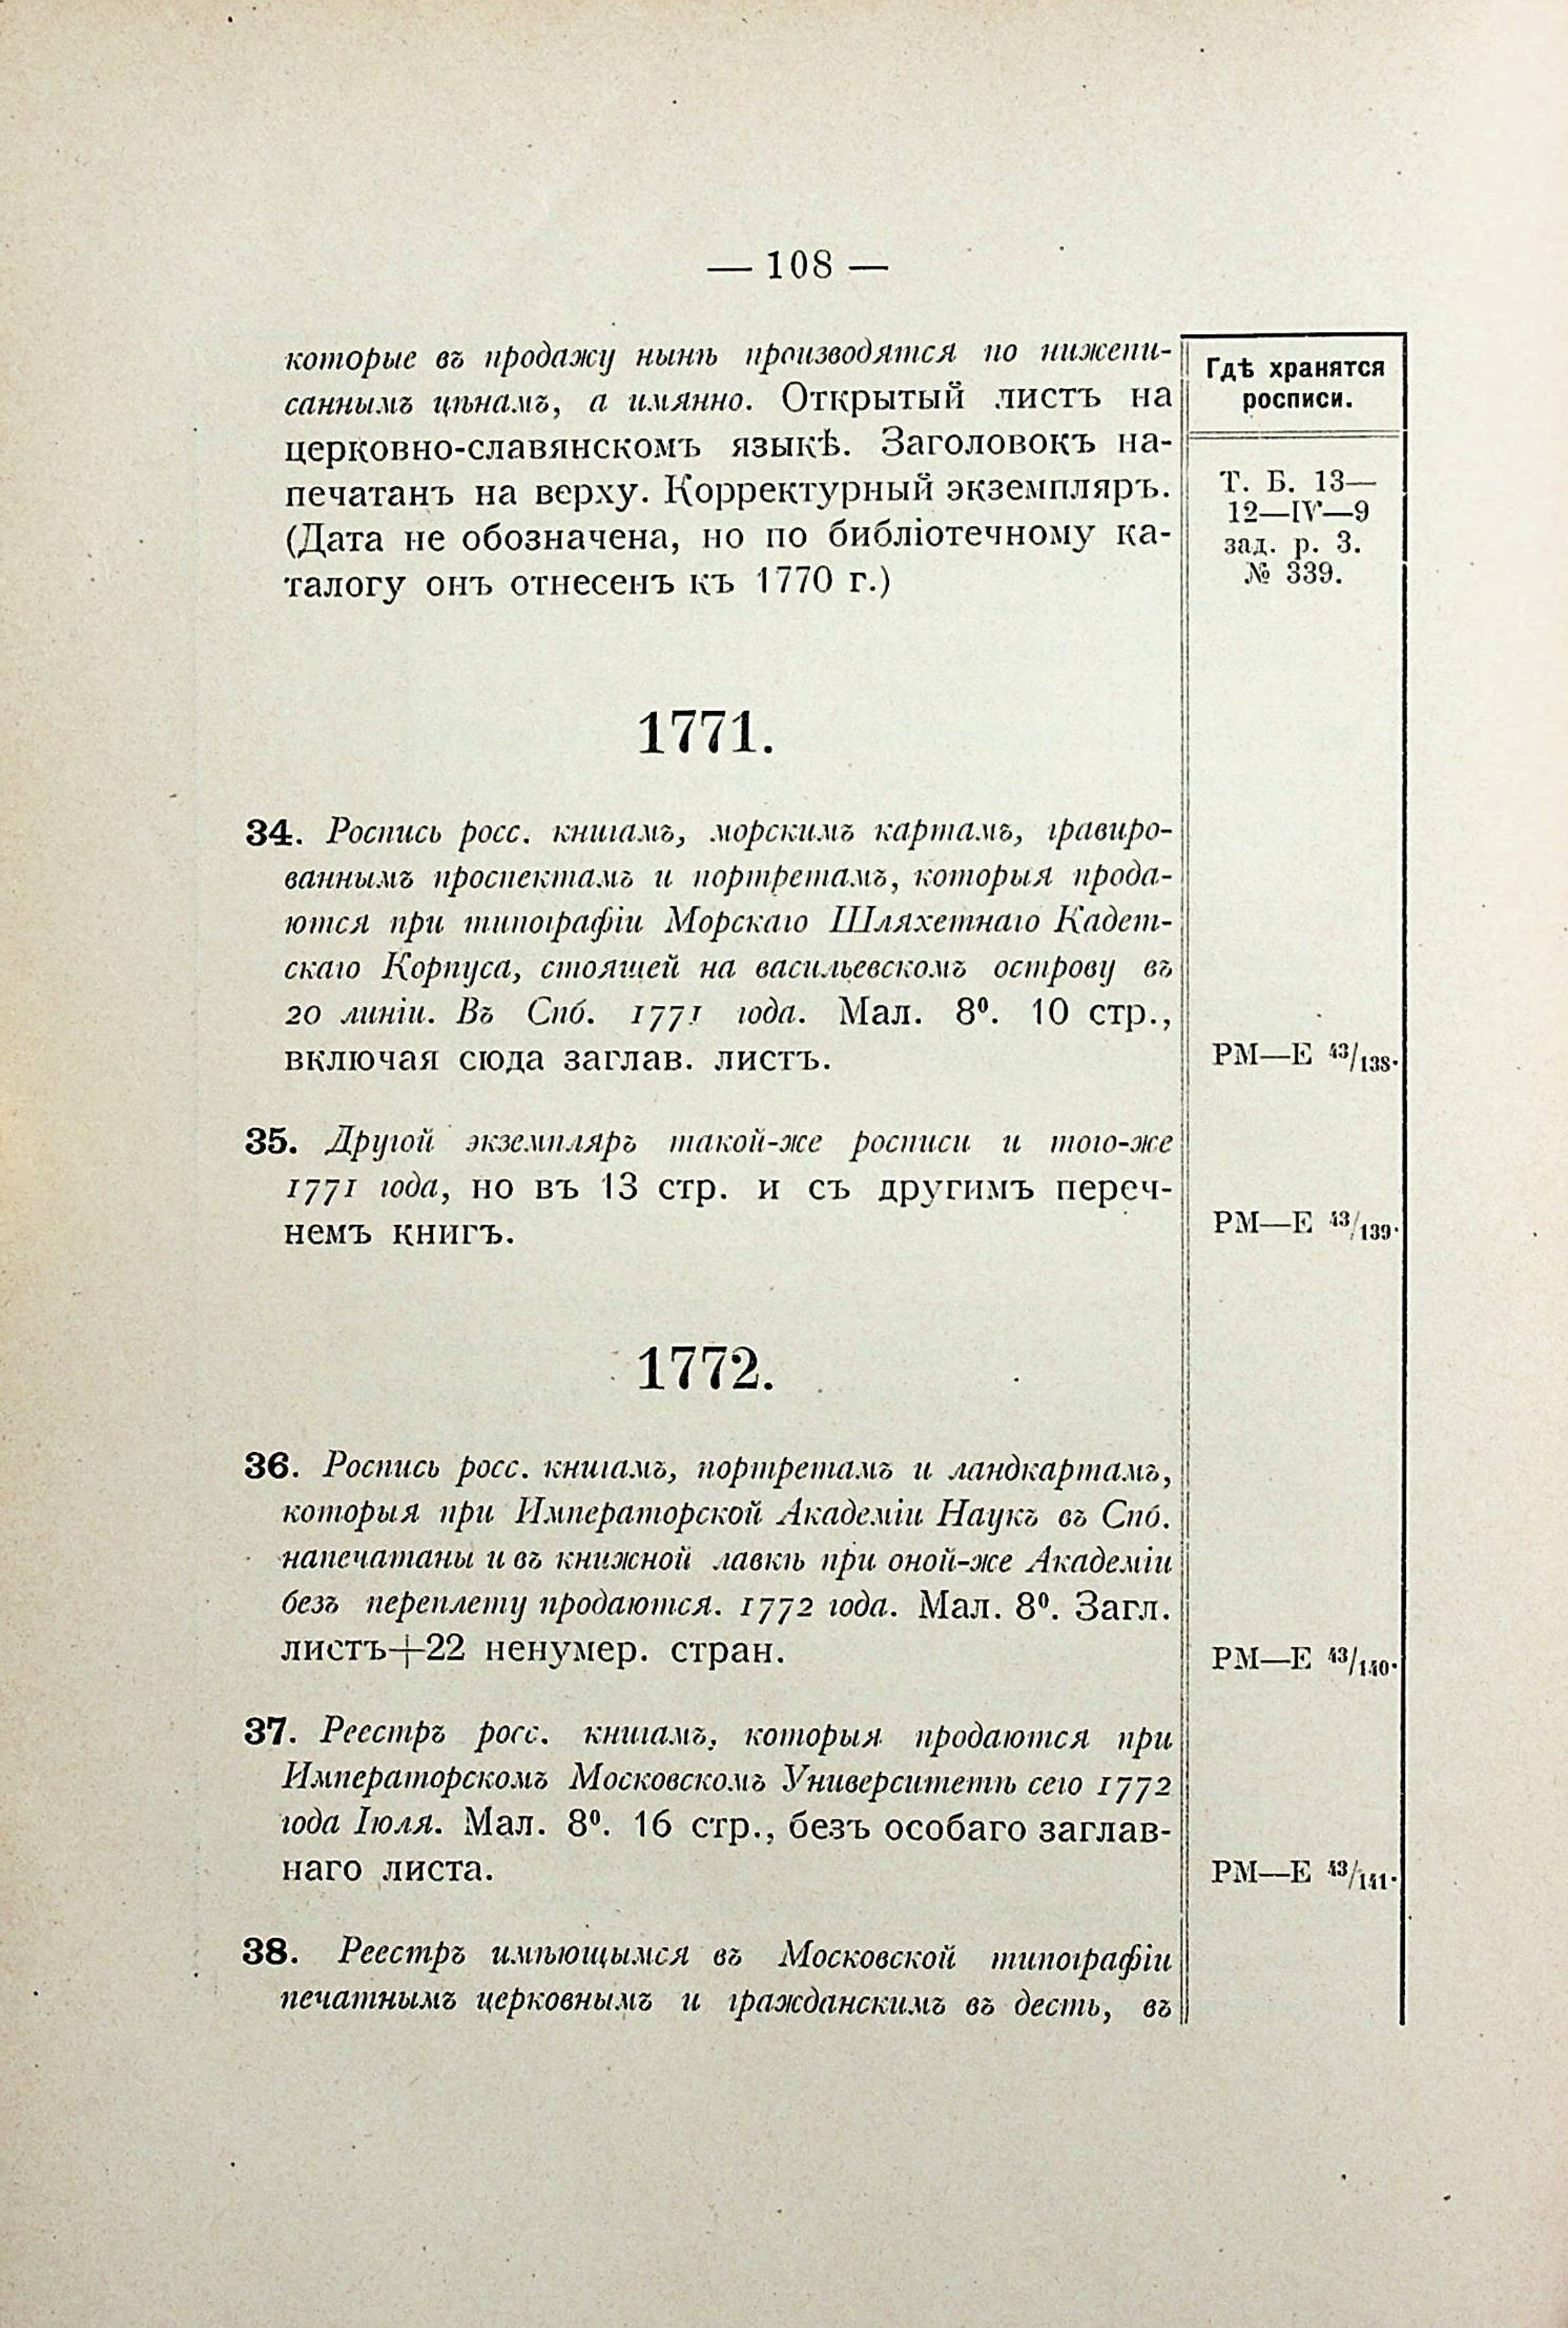 — 108 —
которые въ продажу нынѣ производятся по нижепи-
саннымъ цѣнамъ, а имянно. Открытый листъ на
церковно-славянскомъ языкѣ. Заголовокъ на-
печатанъ на верху. Корректурный экземпляръ.
(Дата не обозначена, но по библіотечному ка-
талогу онъ отнесенъ къ 1770 г.)
Гдѣ хранятся
росписи.
Т. Б. 13—
12—IV—9
зад. р. 3.
№ 339.
1771.
34. Роспись росс. книгамъ, морскимъ картамъ, гравиро-
ваннымъ проспектамъ и портретамъ, которыя прода-
ются при типографіи Морскаго Шляхетнаго Кадет-
скаго Корпуса, стоящей на васильевскомъ острову въ
20 линіи. Въ Спб. 1771 года. Мал. 8⁰. 10 стр.,
включая сюда заглав. листъ.
РМ—Е ⁴³/₁₃₈.
35. Другой экземпляръ такой-же росписи и того-же
1771 года, но въ 13 стр. и съ другимъ переч-
немъ книгъ.
РМ—Е ⁴³/₁₃₉.
1772.
36. Роспись росс. книгамъ, портретамъ и ландкартамъ,
которыя при Императорской Академіи Наукъ въ Спб.
напечатаны и въ книжной лавкѣ при оной-же Академіи
безъ переплету продаются. 1772 года. Мал. 8⁰. Загл.
листъ+22 ненумер. стран.
РМ—Е ⁴³/₁₄₀.
37. Реестръ росс. книгамъ, которыя продаются при
Императорскомъ Московскомъ Университетѣ сего 1772
года Іюля. Мал. 8⁰. 16 стр., безъ особаго заглав-
наго листа.
РМ—Е ⁴³/₁₄₁.
38. Реестръ имѣющымся въ Московской типографіи
печатнымъ церковнымъ и гражданскимъ въ десть, въ